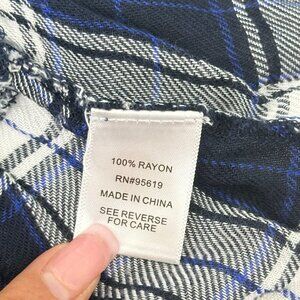 100% RAYON
RN#95619
MADE IN CHINA
SEE REVERSE
FOR CARE